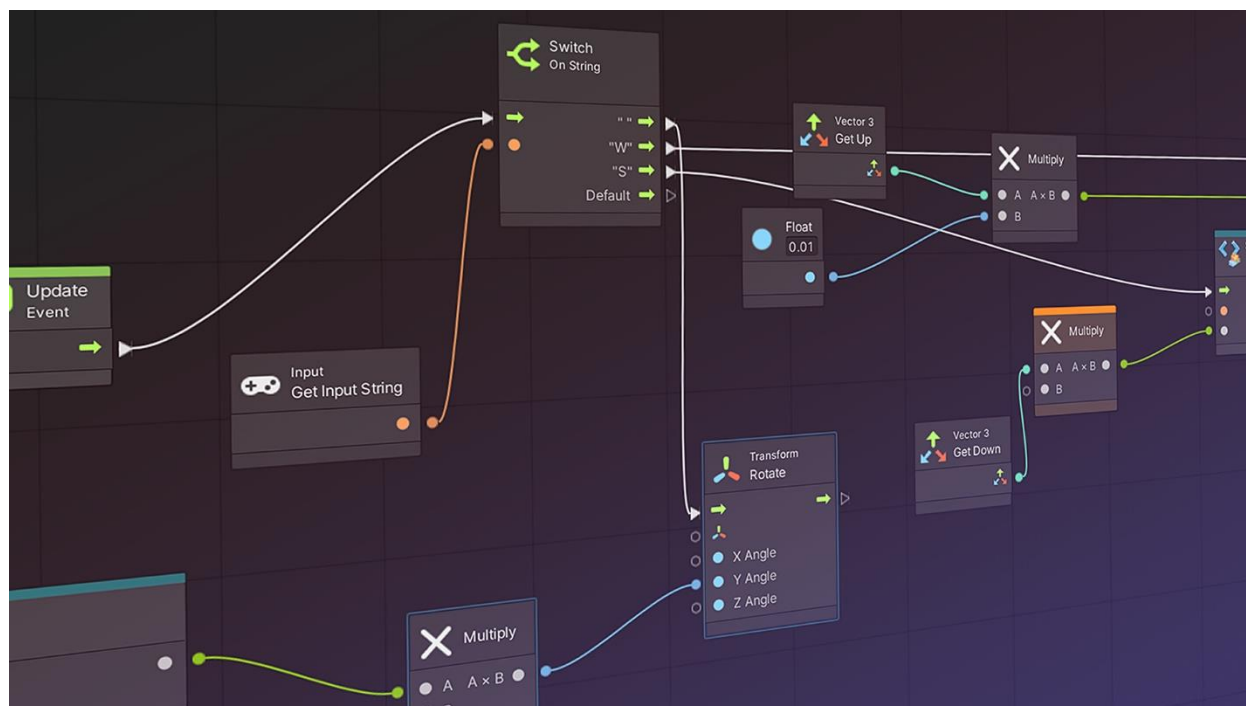 Switch
On String
" "
"W"
"S"
Default
Vector 3
Get Up
Multiply
A A × B
B
Float
0.01
Update
Event
Input
Get Input String
Multiply
A A × B
B
Vector 3
Get Down
Transform
Rotate
X Angle
Y Angle
Z Angle
Multiply
A A × B